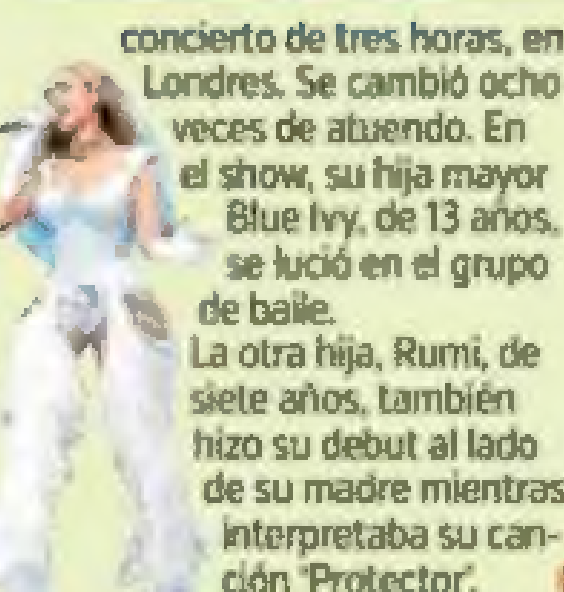 concierto de tres horas, en
Londres. Se cambió ocho
veces de atuendo. En
el show, su hija mayor
Blue Ivy, de 13 años,
se lució en el grupo
de baile.
La otra hija, Rumi, de
siete años, también
hizo su debut al lado
de su madre mientras
interpretaba su can-
ción 'Protector'.